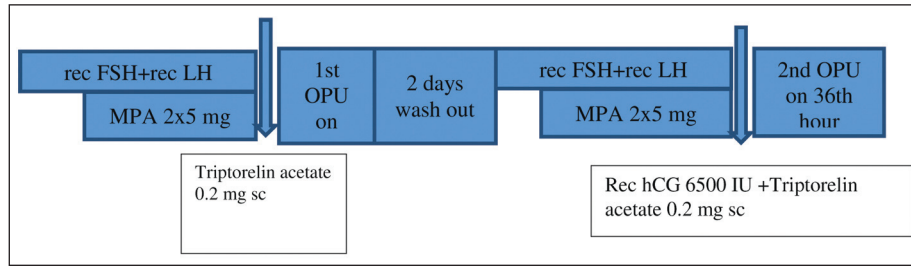 rec FSH+rec LH
MPA 2x5 mg
1st
OPU
on
2 days
wash out
rec FSH+rec LH
MPA 2x5 mg
2nd OPU
on 36th
hour
Triptorelin acetate
0.2 mg sc
Rec hCG 6500 IU +Triptorelin
acetate 0.2 mg sc